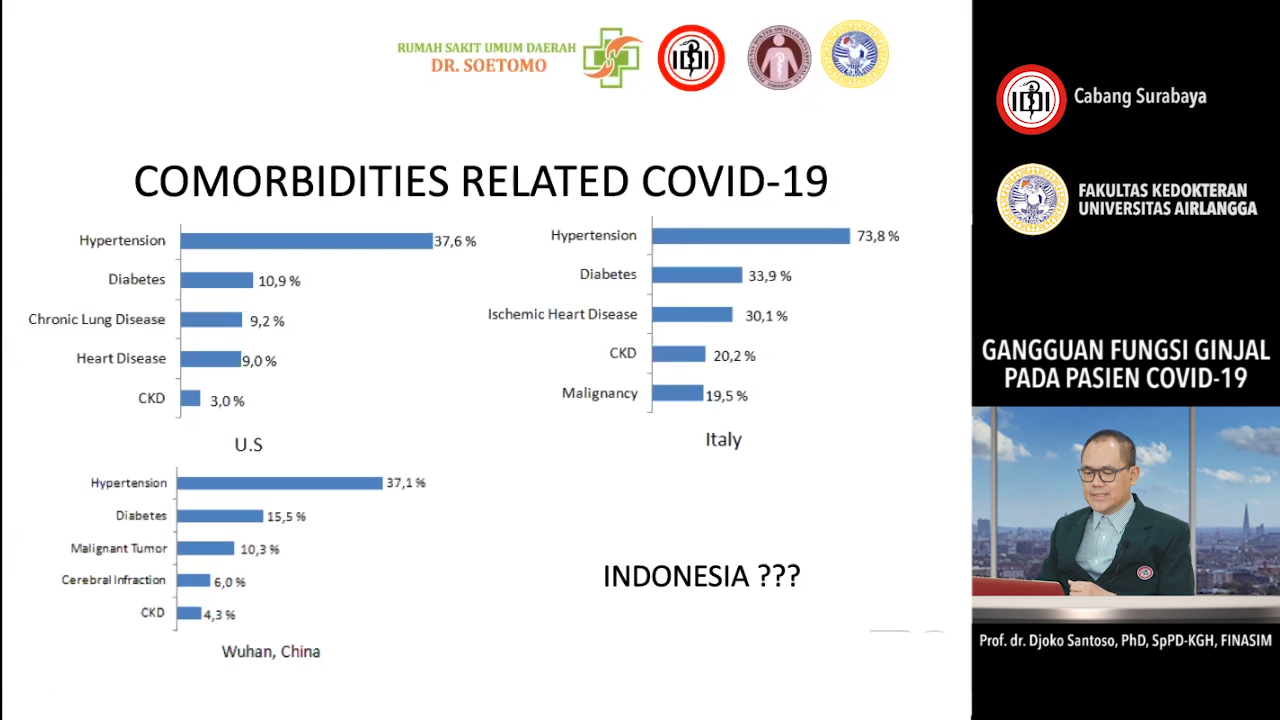 RUMAH SAKIT UMUM DAERAH
DR. SOETOMO
IDI
COMORBIDITIES RELATED COVID-19
Hypertension 37,6 %
Diabetes 10,9 %
Chronic Lung Disease 9,2 %
Heart Disease 9,0 %
CKD 3,0 %
U.S
Hypertension 73,8 %
Diabetes 33,9 %
Ischemic Heart Disease 30,1 %
CKD 20,2 %
Malignancy 19,5 %
Italy
Hypertension 37,1 %
Diabetes 15,5 %
Malignant Tumor 10,3 %
Cerebral Infraction 6,0 %
CKD 4,3 %
Wuhan, China
INDONESIA ???
IDI
Cabang Surabaya
FAKULTAS KEDOKTERAN
UNIVERSITAS AIRLANGGA
GANGGUAN FUNGSI GINJAL
PADA PASIEN COVID-19
Prof. dr. Djoko Santoso, PhD, SpPD-KGH, FINASIM